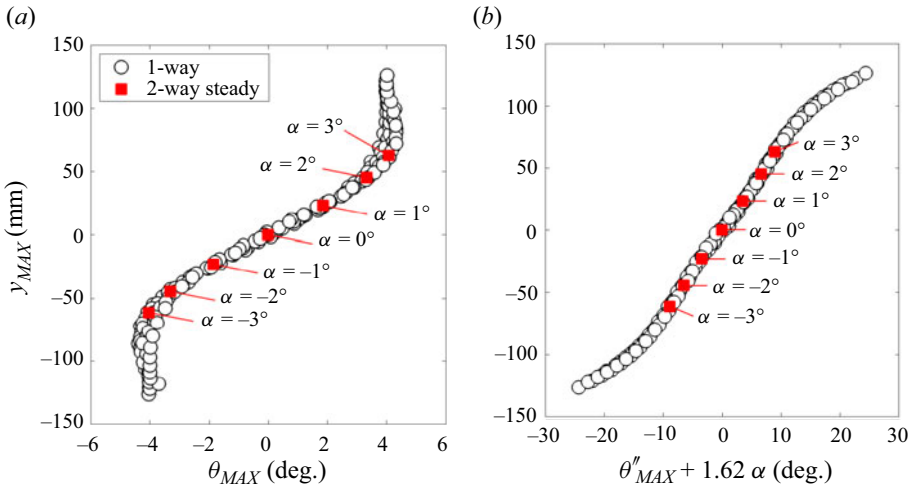 (a)
(b)
150
100
50
0
–50
–100
–150
y_MAX (mm)
1-way
2-way steady
α = 3°
α = 2°
α = 1°
α = 0°
α = –1°
α = –2°
α = –3°
–6 –4 –2 0 2 4 6
θ_MAX (deg.)
150
100
50
0
–50
–100
–150
α = 3°
α = 2°
α = 1°
α = 0°
α = –1°
α = –2°
α = –3°
–30 –20 –10 0 10 20 30
θ″_MAX + 1.62 α (deg.)